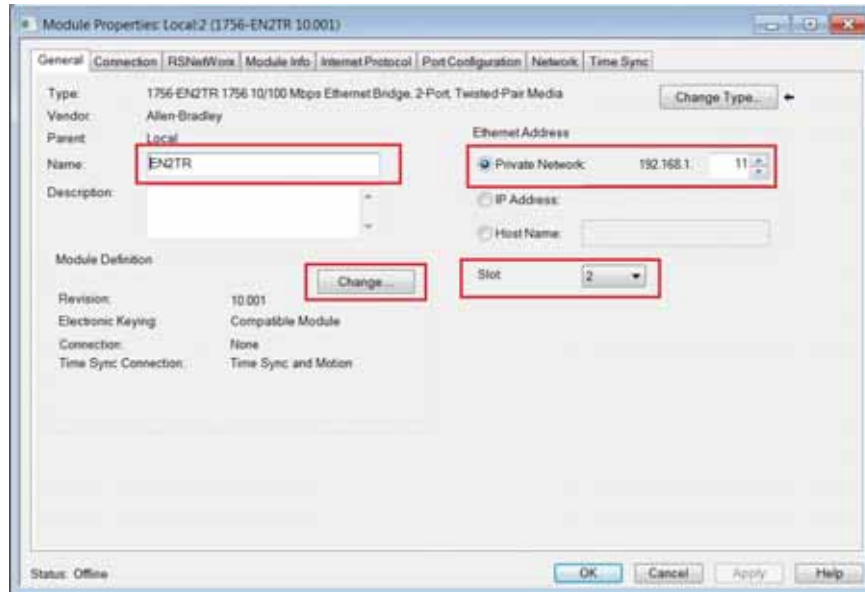 Module Properties: Local:2 (1756-EN2TR 10.001)
General Connection RSNetWorx Module Info Internet Protocol Port Configuration Network Time Sync
Type: 1756-EN2TR 1756 10/100 Mbps Ethernet Bridge, 2-Port, Twisted-Pair Media
Change Type...
Vendor: Allen-Bradley
Parent: Local
Name: EN2TR
Description:
Ethernet Address
Private Network: 192.168.1. 11
IP Address:
Host Name:
Slot: 2
Module Definition
Change...
Revision: 10.001
Electronic Keying: Compatible Module
Connection: None
Time Sync Connection: Time Sync and Motion
Status: Offline
OK Cancel Apply Help